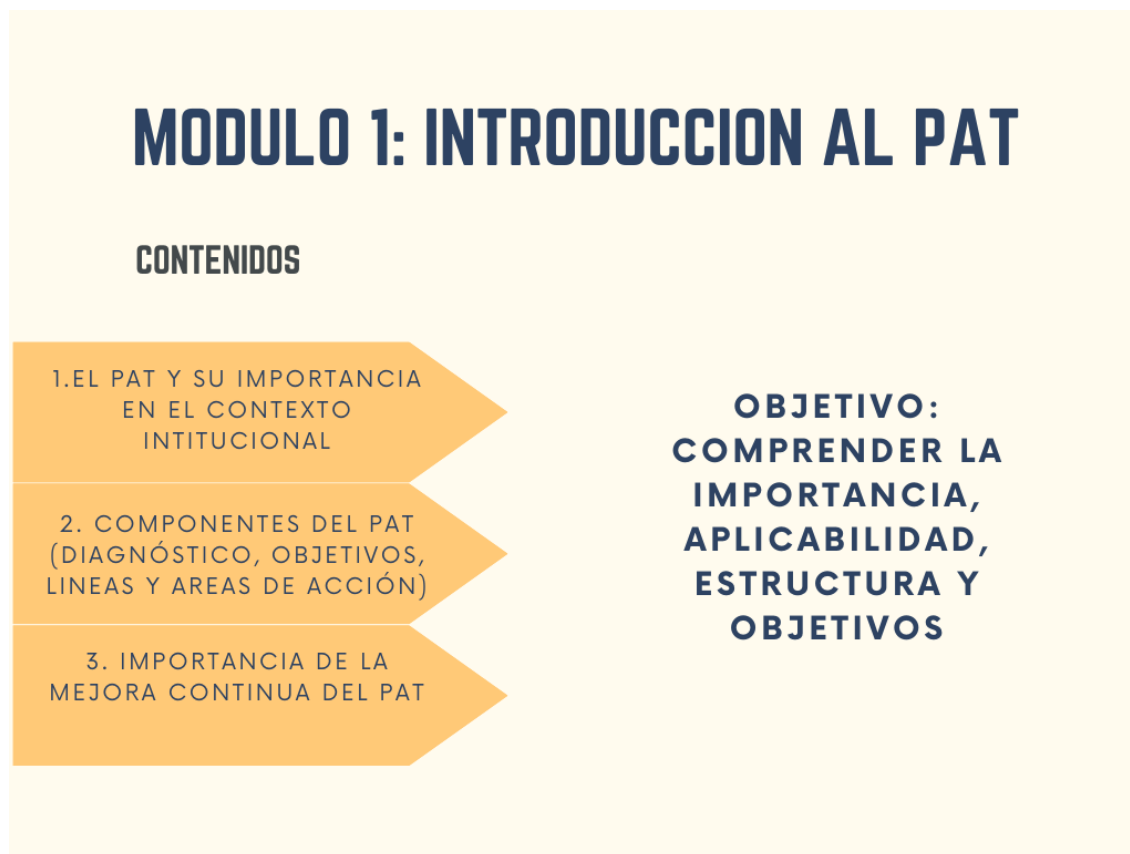 MODULO 1: INTRODUCCION AL PAT
CONTENIDOS
1.EL PAT Y SU IMPORTANCIA
EN EL CONTEXTO
INTITUCIONAL
2. COMPONENTES DEL PAT
(DIAGNÓSTICO, OBJETIVOS,
LINEAS Y AREAS DE ACCIÓN)
3. IMPORTANCIA DE LA
MEJORA CONTINUA DEL PAT
OBJETIVO:
COMPRENDER LA
IMPORTANCIA,
APLICABILIDAD,
ESTRUCTURA Y
OBJETIVOS